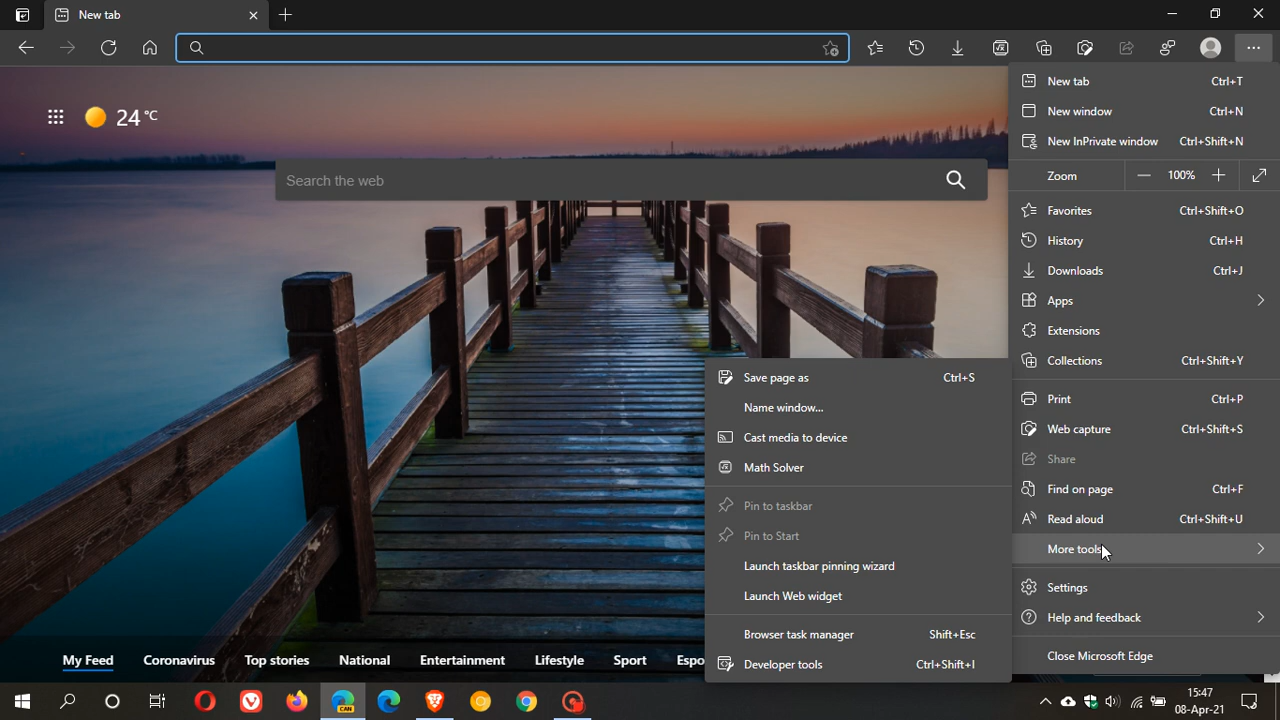 New tab
24 °C
Search the web
New tab Ctrl+T
New window Ctrl+N
New InPrivate window Ctrl+Shift+N
Zoom 100%
Favorites Ctrl+Shift+O
History Ctrl+H
Downloads Ctrl+J
Apps
Extensions
Collections Ctrl+Shift+Y
Print Ctrl+P
Web capture Ctrl+Shift+S
Share
Find on page Ctrl+F
Read aloud Ctrl+Shift+U
More tools
Settings
Help and feedback
Close Microsoft Edge
Save page as Ctrl+S
Name window...
Cast media to device
Math Solver
Pin to taskbar
Pin to Start
Launch taskbar pinning wizard
Launch Web widget
Browser task manager Shift+Esc
Developer tools Ctrl+Shift+I
My Feed Coronavirus Top stories National Entertainment Lifestyle Sport Espo
CAN
15:47
08-Apr-21